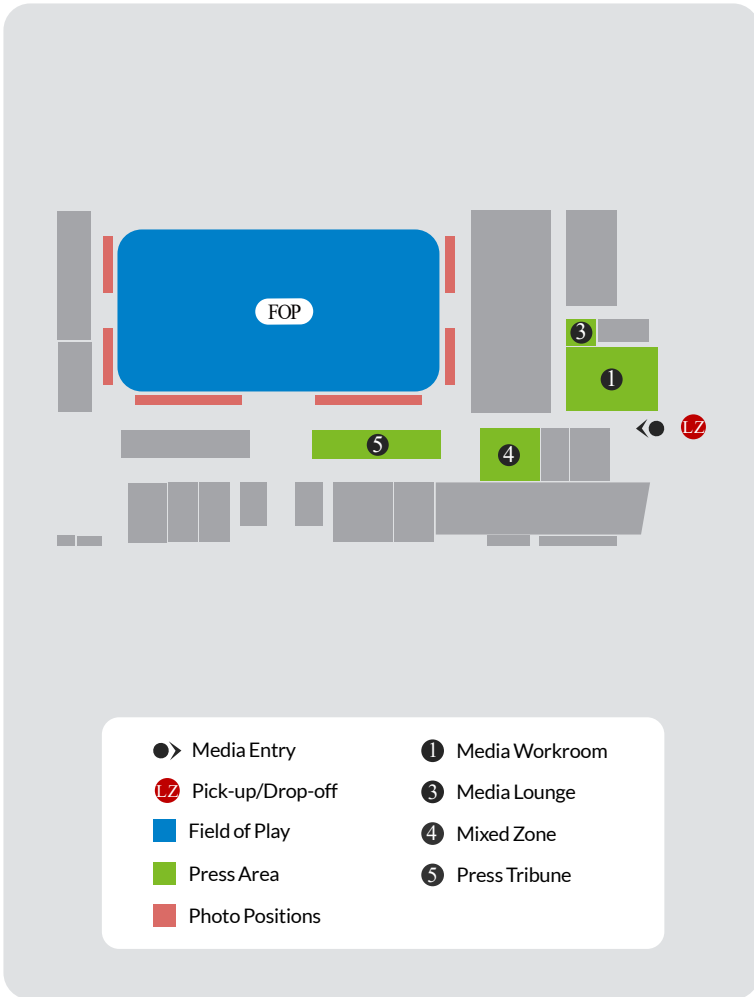 FOP
3
1
LZ
5
4
Media Entry
LZ Pick-up/Drop-off
Field of Play
Press Area
Photo Positions
1 Media Workroom
3 Media Lounge
4 Mixed Zone
5 Press Tribune